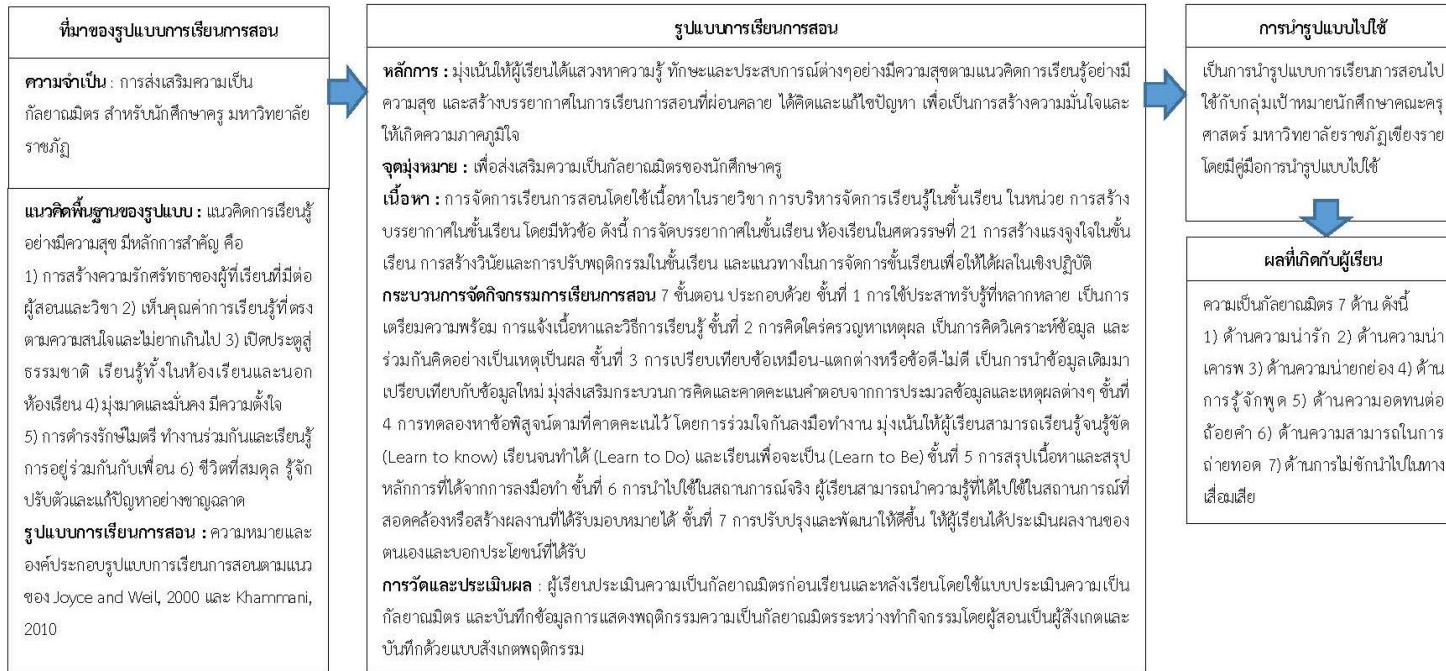 ที่มาของรูปแบบการเรียนการสอน
ความจำเป็น : การส่งเสริมความเป็น
กัลยาณมิตร สำหรับนักศึกษาครู มหาวิทยาลัย
ราชภัฏ
แนวคิดพื้นฐานของรูปแบบ : แนวคิดการเรียนรู้
อย่างมีความสุข มีหลักการสำคัญ คือ
1) การสร้างความรักศรัทธาของผู้ที่เรียนที่มีต่อ
ผู้สอนและวิชา 2) เห็นคุณค่าการเรียนรู้ที่ตรง
ตามความสนใจและไม่ยากเกินไป 3) เปิดประตูสู่
ธรรมชาติ เรียนรู้ทั้งในห้องเรียนและนอก
ห้องเรียน 4) มุ่งมาดและมั่นคง มีความตั้งใจ
5) การดำรงรักษ์ไมตรี ทำงานร่วมกันและเรียนรู้
การอยู่ร่วมกันกับเพื่อน 6) ชีวิตที่สมดุล รู้จัก
ปรับตัวและแก้ปัญหาอย่างชาญฉลาด
รูปแบบการเรียนการสอน : ความหมายและ
องค์ประกอบรูปแบบการเรียนการสอนตามแนว
ของ Joyce and Weil, 2000 และ Khammani,
2010
รูปแบบการเรียนการสอน
หลักการ : มุ่งเน้นให้ผู้เรียนได้แสวงหาความรู้ ทักษะและประสบการณ์ต่างๆอย่างมีความสุขตามแนวคิดการเรียนรู้อย่างมี
ความสุข และสร้างบรรยากาศในการเรียนการสอนที่ผ่อนคลาย ได้คิดและแก้ไขปัญหา เพื่อเป็นการสร้างความมั่นใจและ
ให้เกิดความภาคภูมิใจ
จุดมุ่งหมาย : เพื่อส่งเสริมความเป็นกัลยาณมิตรของนักศึกษาครู
เนื้อหา : การจัดการเรียนการสอนโดยใช้เนื้อหาในรายวิชา การบริหารจัดการเรียนรู้ในชั้นเรียน ในหน่วย การสร้าง
บรรยากาศในชั้นเรียน โดยมีหัวข้อ ดังนี้ การจัดบรรยากาศในชั้นเรียน ห้องเรียนในศตวรรษที่ 21 การสร้างแรงจูงใจในชั้น
เรียน การสร้างวินัยและการปรับพฤติกรรมในชั้นเรียน และแนวทางในการจัดการชั้นเรียนเพื่อให้ได้ผลในเชิงปฏิบัติ
กระบวนการจัดกิจกรรมการเรียนการสอน 7 ขั้นตอน ประกอบด้วย ขั้นที่ 1 การใช้ประสาทรับรู้ที่หลากหลาย เป็นการ
เตรียมความพร้อม การแจ้งเนื้อหาและวิธีการเรียนรู้ ขั้นที่ 2 การคิดใคร่ครวญหาเหตุผล เป็นการคิดวิเคราะห์ข้อมูล และ
ร่วมกันคิดอย่างเป็นเหตุเป็นผล ขั้นที่ 3 การเปรียบเทียบข้อเหมือน-แตกต่างหรือข้อดี-ไม่ดี เป็นการนำข้อมูลเดิมมา
เปรียบเทียบกับข้อมูลใหม่ มุ่งส่งเสริมกระบวนการคิดและคาดคะเนคำตอบจากการประมวลข้อมูลและเหตุผลต่างๆ ขั้นที่
4 การทดลองหาข้อพิสูจน์ตามที่คาดคะเนไว้ โดยการร่วมใจกันลงมือทำงาน มุ่งเน้นให้ผู้เรียนสามารถเรียนรู้จนรู้ชัด
(Learn to know) เรียนจนทำได้ (Learn to Do) และเรียนเพื่อจะเป็น (Learn to Be) ขั้นที่ 5 การสรุปเนื้อหาและสรุป
หลักการที่ได้จากการลงมือทำ ขั้นที่ 6 การนำไปใช้ในสถานการณ์จริง ผู้เรียนสามารถนำความรู้ที่ได้ไปใช้ในสถานการณ์ที่
สอดคล้องหรือสร้างผลงานที่ได้รับมอบหมายได้ ขั้นที่ 7 การปรับปรุงและพัฒนาให้ดีขึ้น ให้ผู้เรียนได้ประเมินผลงานของ
ตนเองและบอกประโยชน์ที่ได้รับ
การวัดและประเมินผล : ผู้เรียนประเมินความเป็นกัลยาณมิตรก่อนเรียนและหลังเรียนโดยใช้แบบประเมินความเป็น
กัลยาณมิตร และบันทึกข้อมูลการแสดงพฤติกรรมความเป็นกัลยาณมิตรระหว่างทำกิจกรรมโดยผู้สอนเป็นผู้สังเกตและ
บันทึกด้วยแบบสังเกตพฤติกรรม
การนำรูปแบบไปใช้
เป็นการนำรูปแบบการเรียนการสอนไป
ใช้กับกลุ่มเป้าหมายนักศึกษาคณะครุ
ศาสตร์ มหาวิทยาลัยราชภัฏเชียงราย
โดยมีคู่มือการนำรูปแบบไปใช้
ผลที่เกิดกับผู้เรียน
ความเป็นกัลยาณมิตร 7 ด้าน ดังนี้
1) ด้านความน่ารัก 2) ด้านความน่า
เคารพ 3) ด้านความน่ายกย่อง 4) ด้าน
การรู้จักพูด 5) ด้านความอดทนต่อ
ถ้อยคำ 6) ด้านความสามารถในการ
ถ่ายทอด 7) ด้านการไม่ชักนำไปในทาง
เสื่อมเสีย